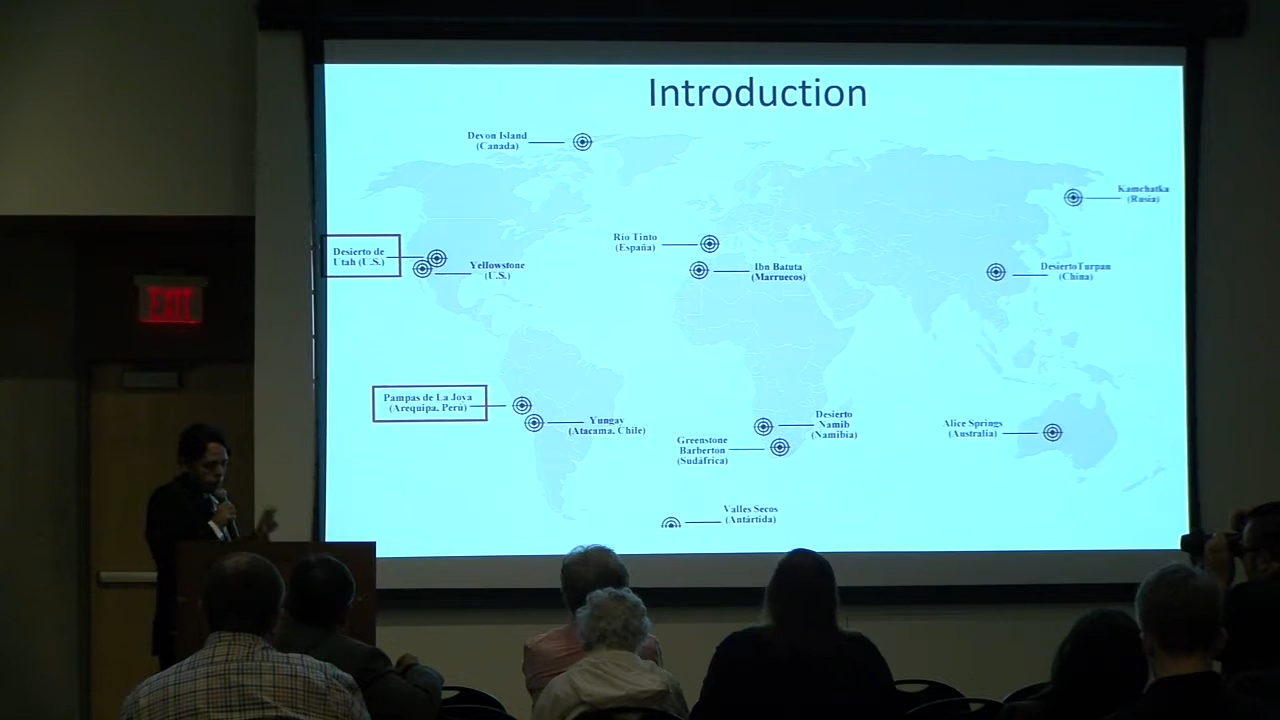 Introduction
Devon Island
(Canada)
Kamchatka
(Rusia)
Desierto de
Utah (U.S.)
Yellowstone
(U.S.)
Río Tinto
(España)
Ibn Batuta
(Marruecos)
Desierto Turpan
(China)
EXIT
Pampas de La Joya
(Arequipa, Perú)
Yungay
(Atacama, Chile)
Greenstone
Barberton
(Sudáfrica)
Desierto
Namib
(Namibia)
Alice Springs
(Australia)
Valles Secos
(Antártida)